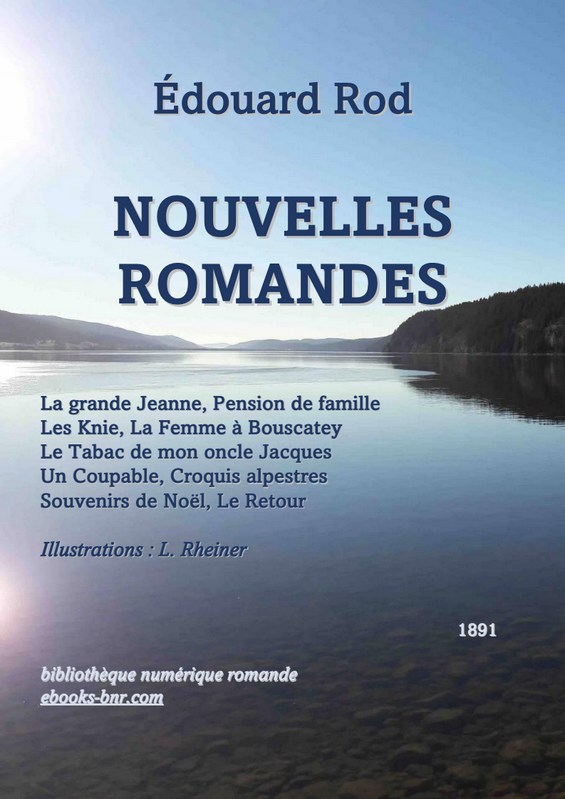 Édouard Rod
NOUVELLES
ROMANDES
La grande Jeanne, Pension de famille
Les Knie, La Femme à Bouscatey
Le Tabac de mon oncle Jacques
Un Coupable, Croquis alpestres
Souvenirs de Noël, Le Retour
Illustrations : L. Rheiner
1891
bibliothèque numérique romande
ebooks-bnr.com